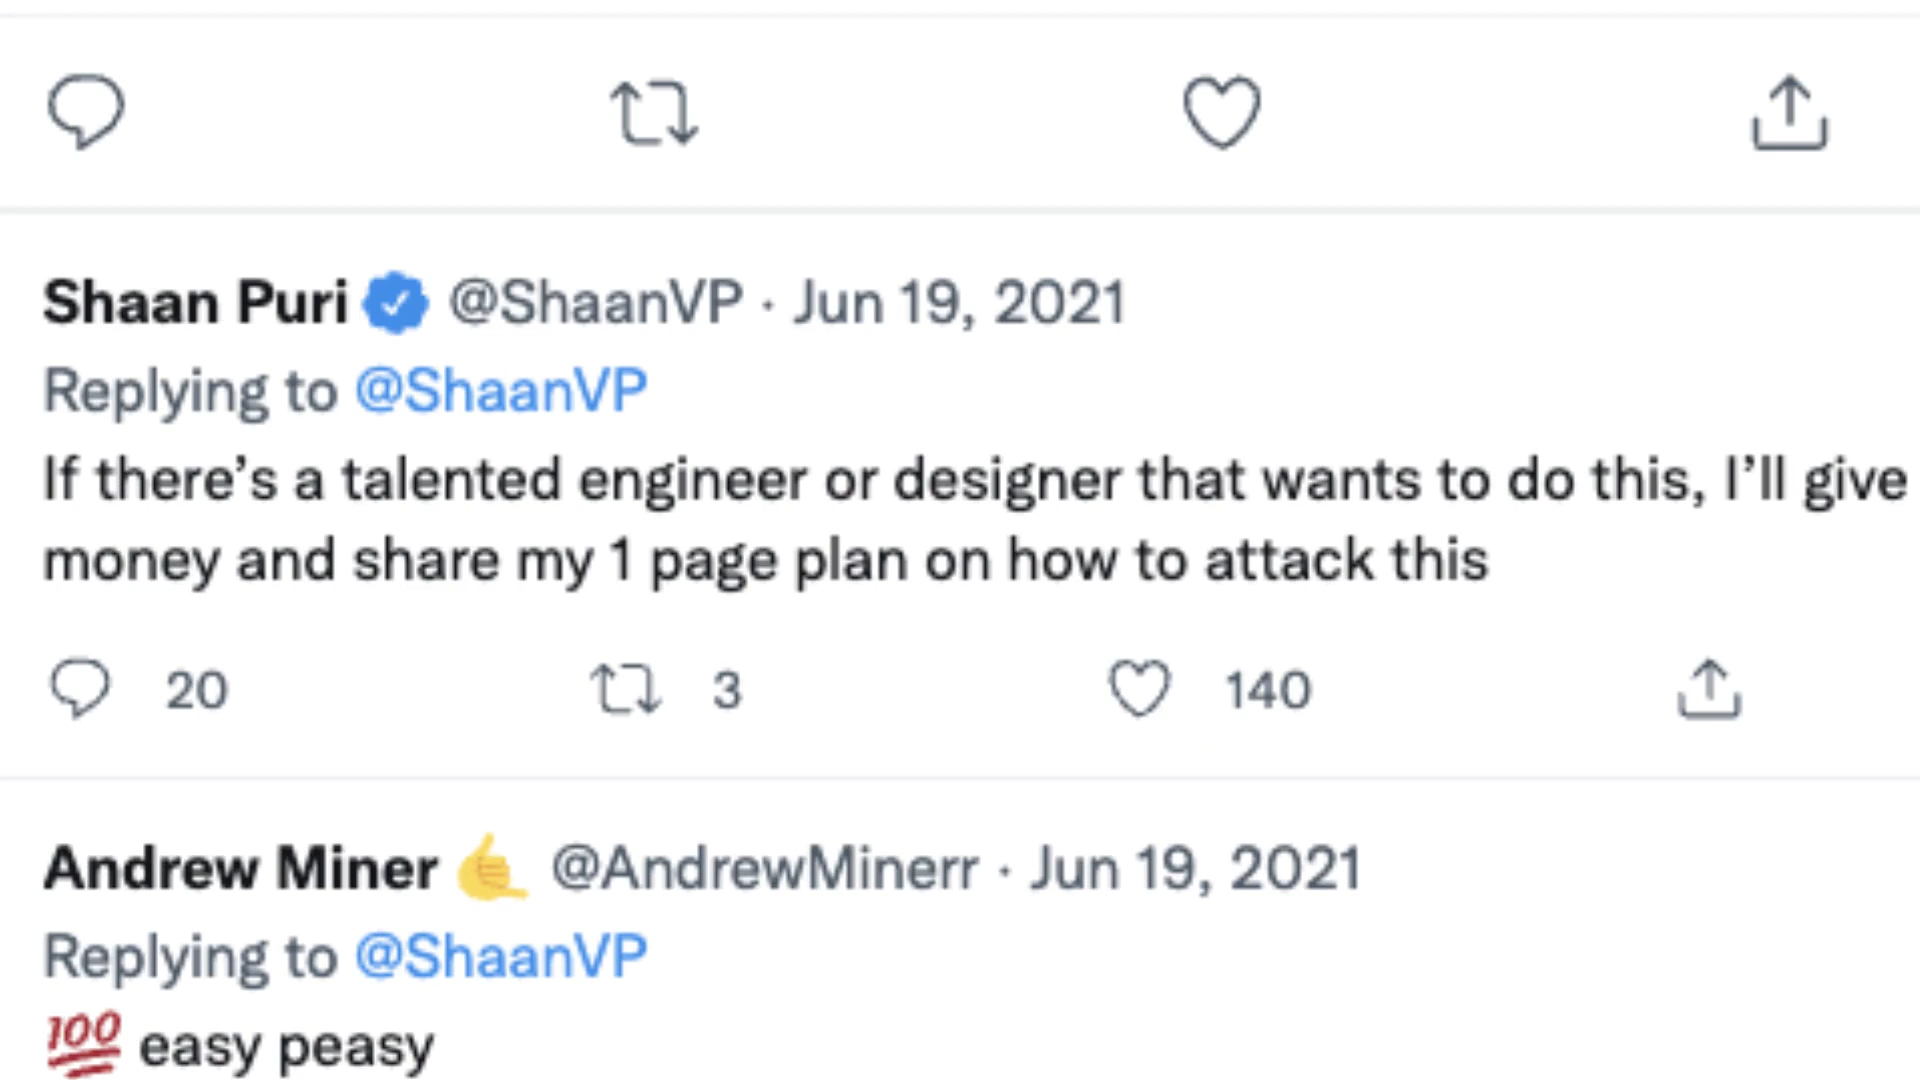 Shaan Puri @ShaanVP · Jun 19, 2021
Replying to @ShaanVP
If there’s a talented engineer or designer that wants to do this, I’ll give
money and share my 1 page plan on how to attack this
20 3 140
Andrew Miner 🤙 @AndrewMinerr · Jun 19, 2021
Replying to @ShaanVP
💯 easy peasy